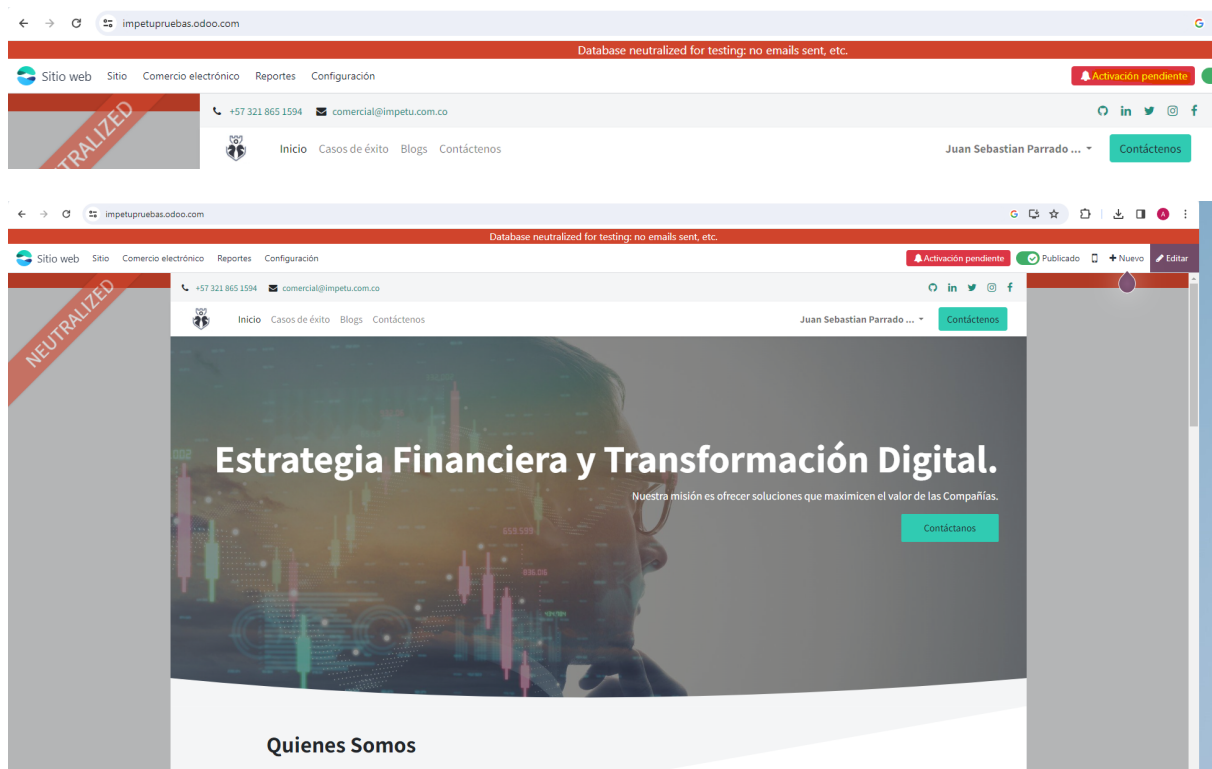 impetupruebas.odoo.com
Database neutralized for testing: no emails sent, etc.
Sitio web Sitio Comercio electrónico Reportes Configuración Activación pendiente
+57 321 865 1594 comercial@impetu.com.co
Inicio Casos de éxito Blogs Contáctenos Juan Sebastian Parrado ... Contáctenos
impetupruebas.odoo.com
Database neutralized for testing: no emails sent, etc.
Sitio web Sitio Comercio electrónico Reportes Configuración Activación pendiente Publicado + Nuevo Editar
NEUTRALIZED
+57 321 865 1594 comercial@impetu.com.co
Inicio Casos de éxito Blogs Contáctenos Juan Sebastian Parrado ... Contáctenos
Estrategia Financiera y Transformación Digital.
Nuestra misión es ofrecer soluciones que maximicen el valor de las Compañías.
659.593
Contáctanos
Quienes Somos